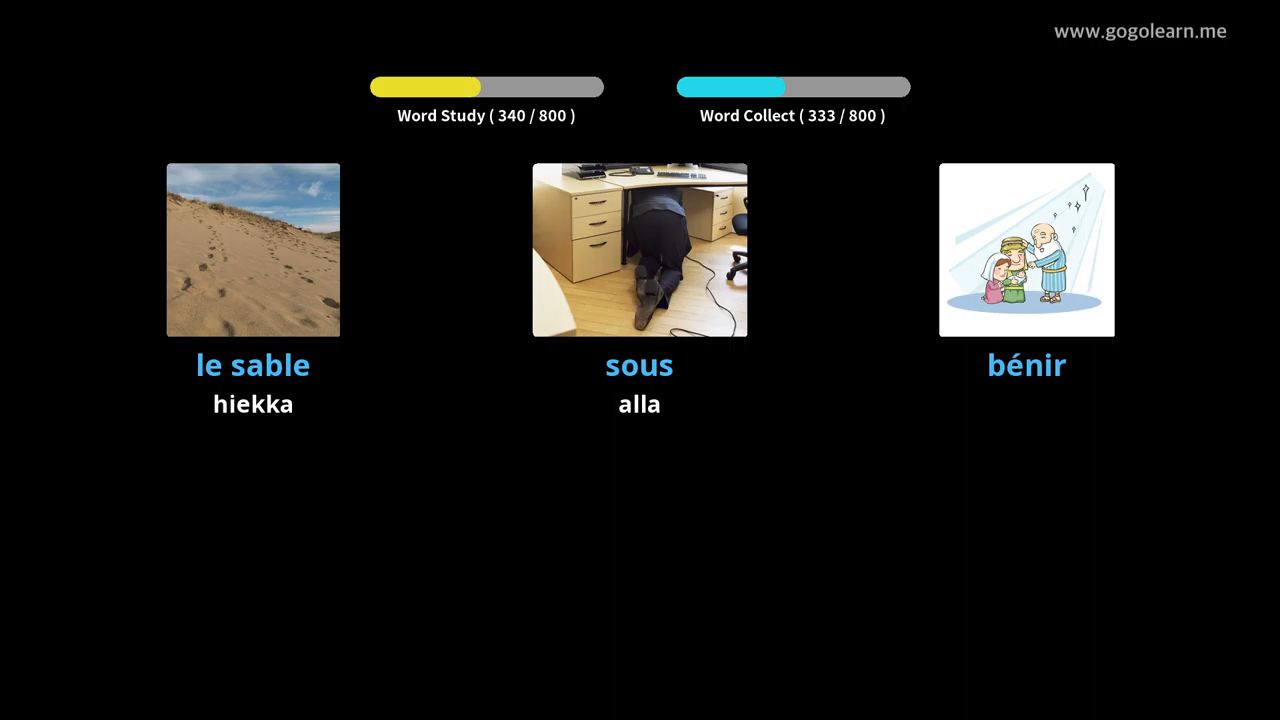 www.gogolearn.me
Word Study ( 340 / 800 )
Word Collect ( 333 / 800 )
le sable
hiekka
sous
alla
bénir